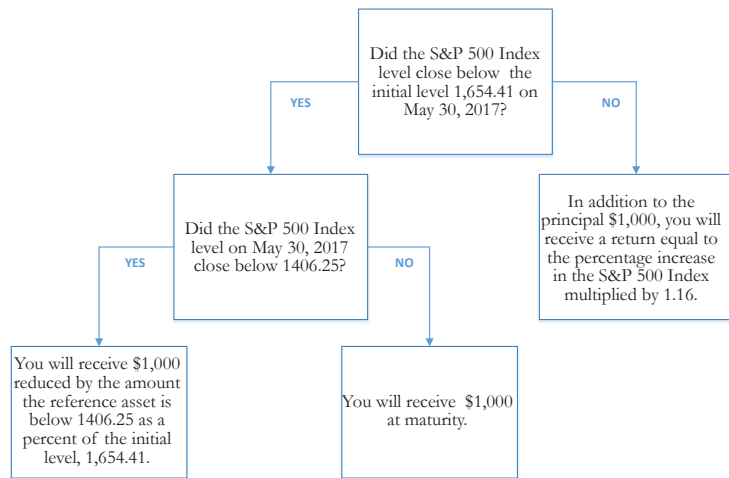 Did the S&P 500 Index
level close below the
initial level 1,654.41 on
May 30, 2017?
YES
NO
Did the S&P 500 Index
level on May 30, 2017
close below 1406.25?
In addition to the
principal $1,000, you will
receive a return equal to
the percentage increase
in the S&P 500 Index
multiplied by 1.16.
YES
NO
You will receive $1,000
reduced by the amount
the reference asset is
below 1406.25 as a
percent of the initial
level, 1,654.41.
You will receive $1,000
at maturity.